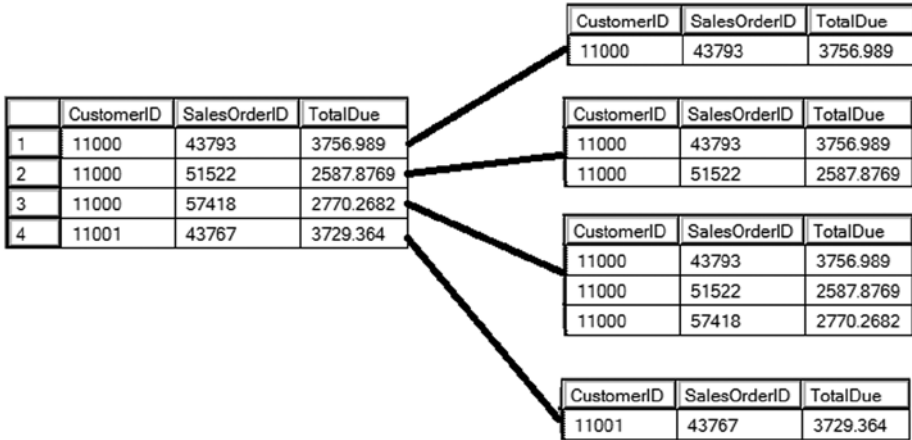 CustomerID SalesOrderID TotalDue
11000 43793 3756.989
CustomerID SalesOrderID TotalDue
1 11000 43793 3756.989
2 11000 51522 2587.8769
3 11000 57418 2770.2682
4 11001 43767 3729.364
CustomerID SalesOrderID TotalDue
11000 43793 3756.989
11000 51522 2587.8769
CustomerID SalesOrderID TotalDue
11000 43793 3756.989
11000 51522 2587.8769
11000 57418 2770.2682
CustomerID SalesOrderID TotalDue
11001 43767 3729.364